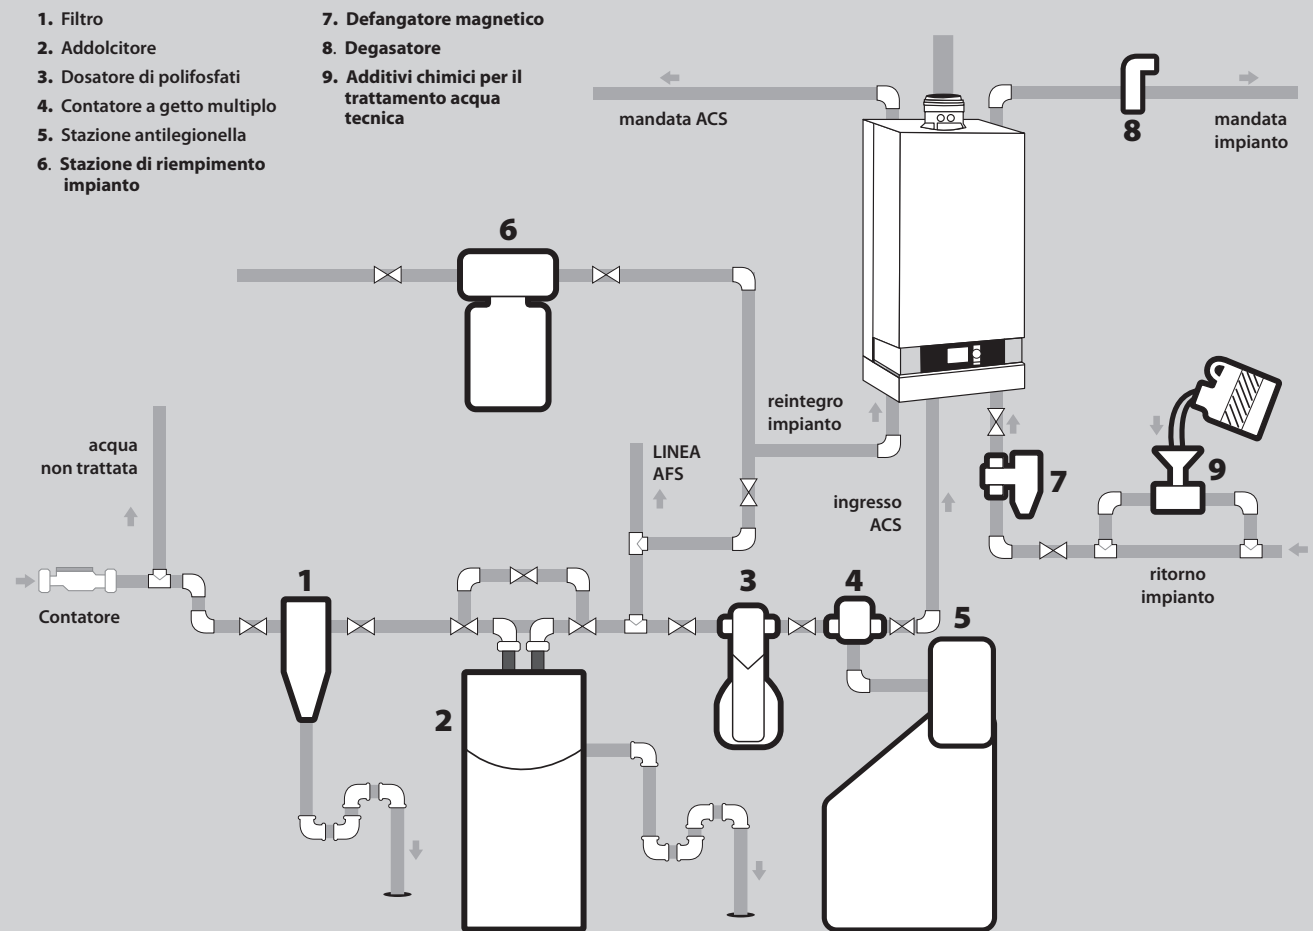 1. Filtro
2. Addolcitore
3. Dosatore di polifosfati
4. Contatore a getto multiplo
5. Stazione antilegionella
6. Stazione di riempimento
impianto
7. Defangatore magnetico
8. Degasatore
9. Additivi chimici per il
trattamento acqua
tecnica
mandata ACS
8
mandata
impianto
6
reintegro
impianto
acqua
non trattata
LINEA
AFS
7
9
ingresso
ACS
ritorno
impianto
Contatore
1
3
4
5
2